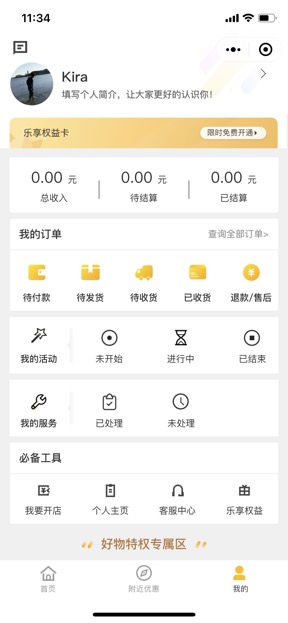 11:34
Kira
填写个人简介，让大家更好的认识你！
乐享权益卡
限时免费开通
0.00 元
0.00 元
0.00 元
总收入
待结算
已结算
我的订单
查询全部订单>
待付款
待发货
待收货
已收货
退款/售后
我的活动
未开始
进行中
已结束
我的服务
已处理
未处理
必备工具
我要开店
个人主页
客服中心
乐享权益
好物特权专属区
首页
附近优惠
我的